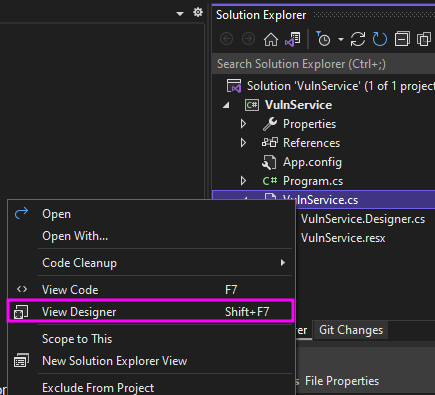 Solution Explorer
Search Solution Explorer (Ctrl+;)
Solution 'VulnService' (1 of 1 project
VulnService
Properties
References
App.config
Program.cs
VulnService.cs
VulnService.Designer.cs
VulnService.resx
Open
Open With...
Code Cleanup
View Code F7
View Designer Shift+F7
Scope to This
New Solution Explorer View
Exclude From Project
Git Changes
File Properties